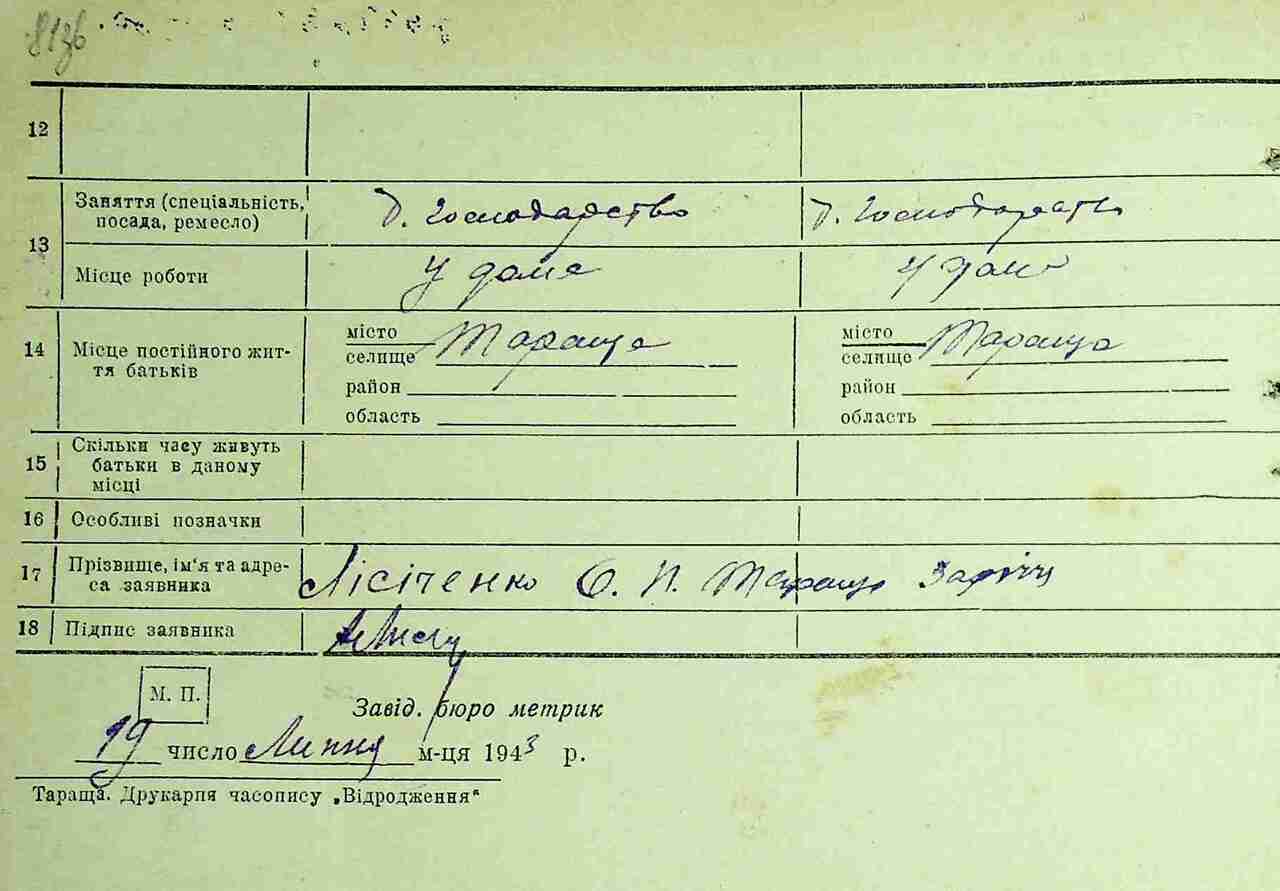 8136
12
13 Заняття (спеціальність, посада, ремесло) Д. господарство Д. господарство
Місце роботи У доме У доме
14 Місце постійного життя батьків
місто Тараща місто Тараща
селище селище
район район
область область
15 Скільки часу живуть батьки в даному місці
16 Особливі позначки
17 Прізвище, ім'я та адреса заявника Лісіченко О. П. Тараща
18 Підпис заявника
М. П.
Завід. бюро метрик
19 число Липня м-ця 1943 р.
Тараща. Друкарня часопису „Відродження"